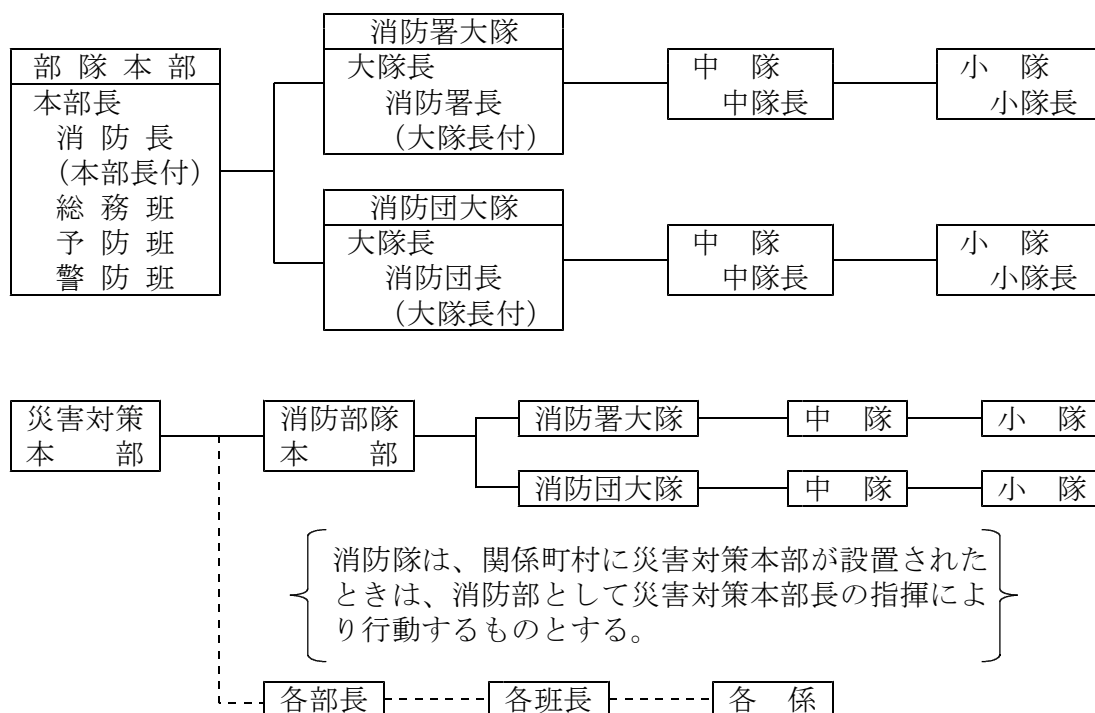 部 隊 本 部
本部長
消 防 長
(本部長付)
総 務 班
予 防 班
警 防 班
消防署大隊
大隊長
消防署長
(大隊長付)
中 隊
中隊長
小 隊
小隊長
消防団大隊
大隊長
消防団長
(大隊長付)
中 隊
中隊長
小 隊
小隊長
災害対策
本 部
消防部隊
本 部
消防署大隊
中 隊
小 隊
消防団大隊
中 隊
小 隊
消防隊は、関係町村に災害対策本部が設置された
ときは、消防部として災害対策本部長の指揮によ
り行動するものとする。
各部長
各班長
各 係